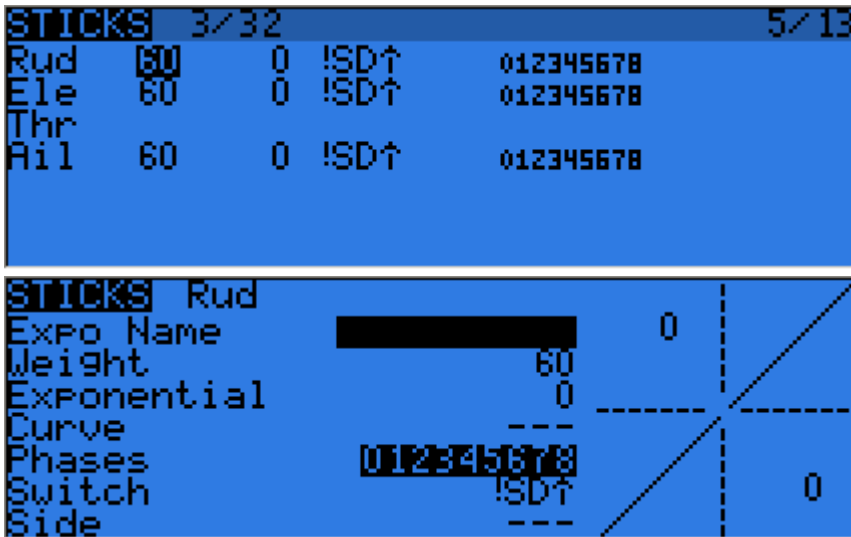 STICKS 3/32 5/13
Rud 60 0 !SD↑ 012345678
Ele 60 0 !SD↑ 012345678
Thr
Ail 60 0 !SD↑ 012345678
STICKS Rud
Expo Name 0
Weight 60
Exponential 0
Curve ---
Phases 012345678
Switch !SD↑ 0
Side ---